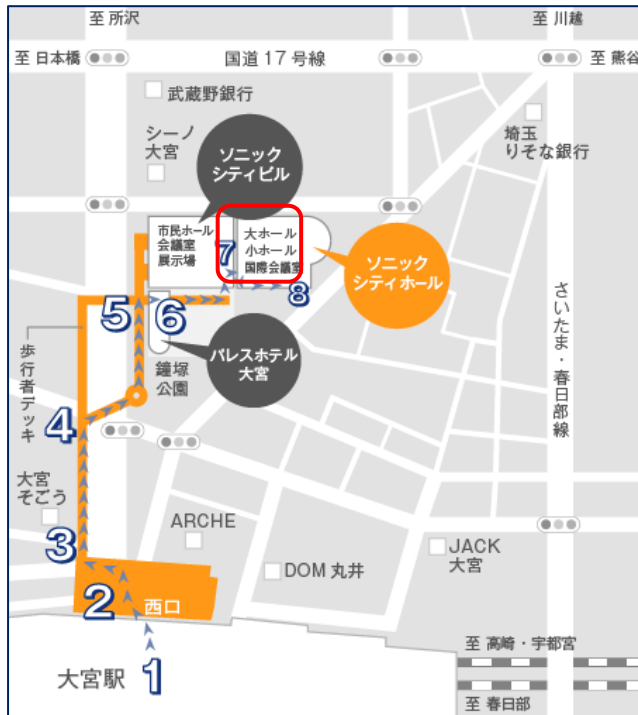 至 所沢
至 川越
至 日本橋
国道 17 号線
至 熊谷
武蔵野銀行
シーノ
大宮
埼玉
りそな銀行
ソニック
シティビル
市民ホール
会議室
展示場
大ホール
小ホール
国際会議室
ソニック
シティホール
7
8
5
6
パレスホテル
大宮
鐘塚
公園
歩行者デッキ
さいたま・春日部線
4
大宮
そごう
ARCHE
3
JACK
大宮
DOM 丸井
2
西口
1
大宮駅
至 高崎・宇都宮
至 春日部